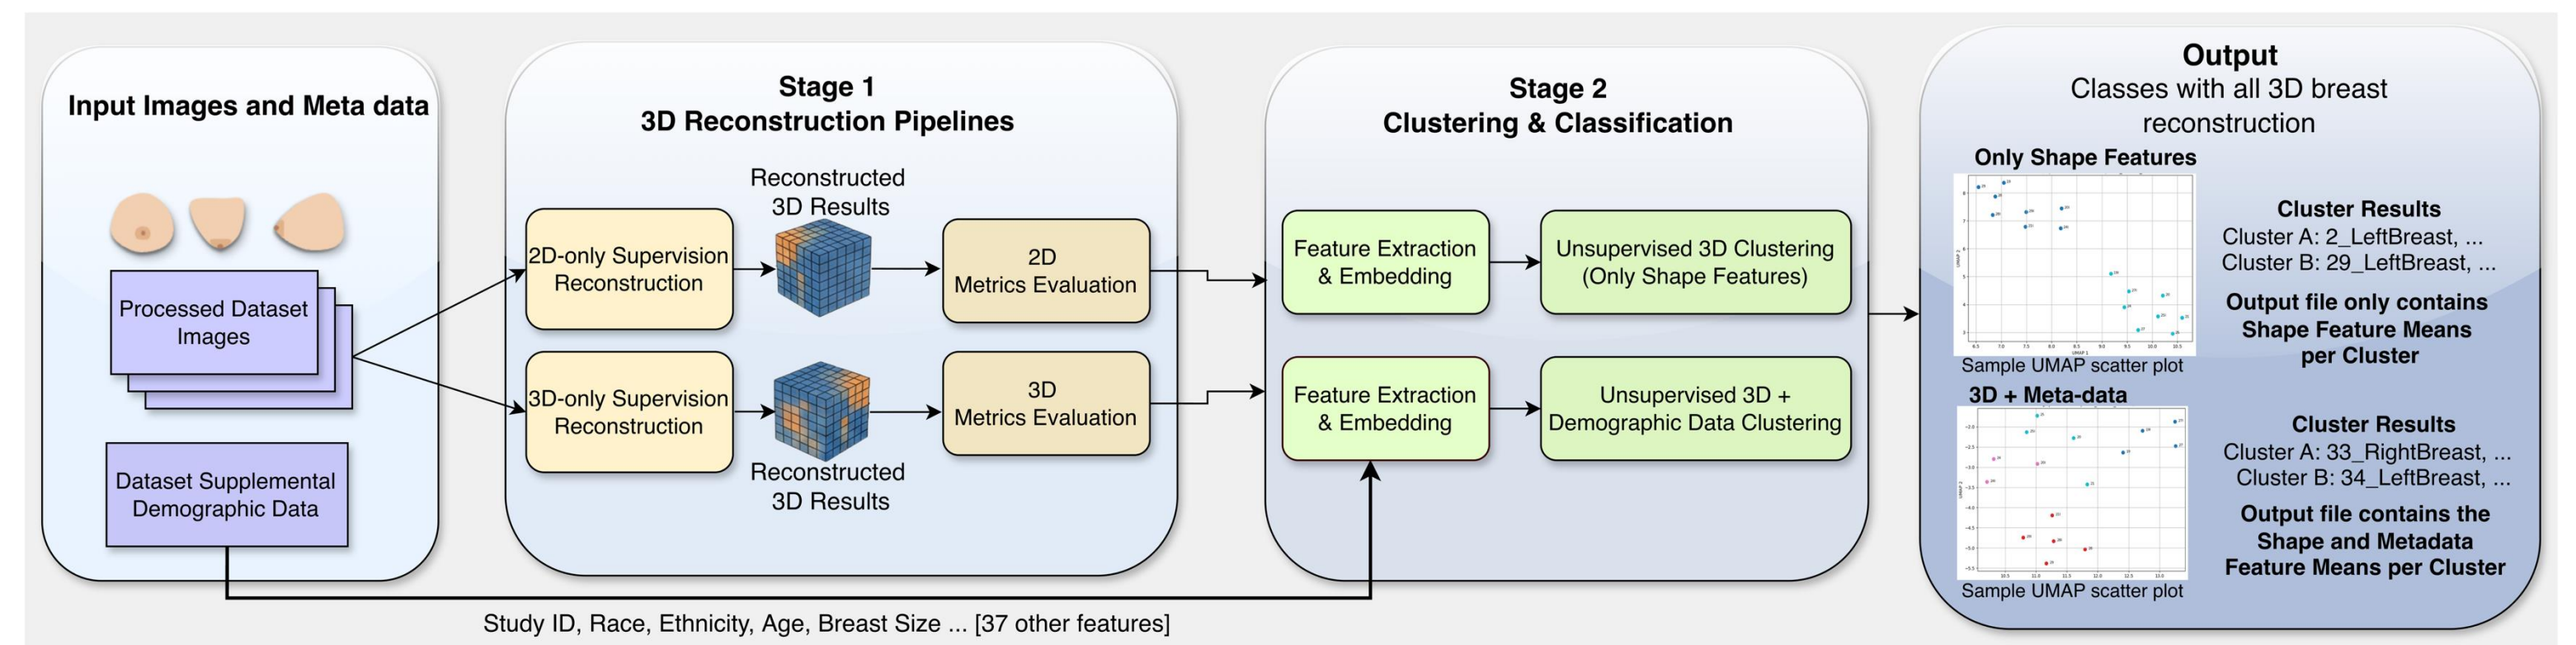 Input Images and Meta data
Processed Dataset
Images
Dataset Supplemental
Demographic Data
Stage 1
3D Reconstruction Pipelines
Reconstructed
3D Results
2D-only Supervision
Reconstruction
2D
Metrics Evaluation
3D-only Supervision
Reconstruction
3D
Metrics Evaluation
Reconstructed
3D Results
Study ID, Race, Ethnicity, Age, Breast Size ... [37 other features]
Stage 2
Clustering & Classification
Feature Extraction
& Embedding
Unsupervised 3D Clustering
(Only Shape Features)
Feature Extraction
& Embedding
Unsupervised 3D +
Demographic Data Clustering
Output
Classes with all 3D breast
reconstruction
Only Shape Features
UMAP 2
UMAP 1
Sample UMAP scatter plot
Cluster Results
Cluster A: 2_LeftBreast, ...
Cluster B: 29_LeftBreast, ...
Output file only contains
Shape Feature Means
per Cluster
3D + Meta-data
UMAP 2
Sample UMAP scatter plot
Cluster Results
Cluster A: 33_RightBreast, ...
Cluster B: 34_LeftBreast, ...
Output file contains the
Shape and Metadata
Feature Means per Cluster